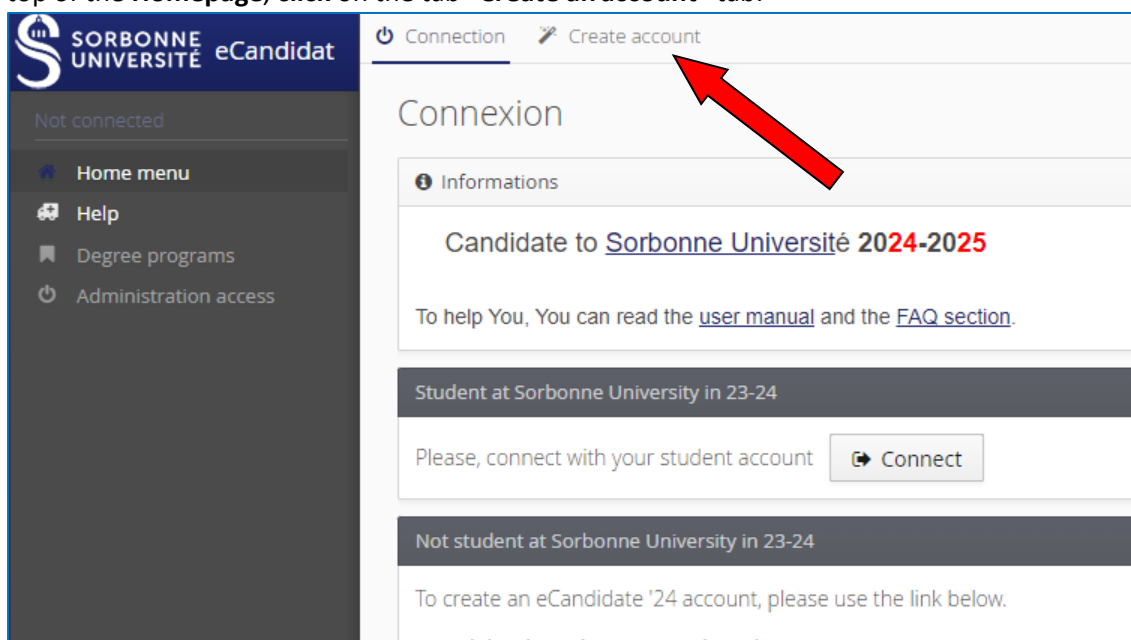 SORBONNE
UNIVERSITÉ eCandidat
Not connected
Home menu
Help
Degree programs
Administration access
Connection Create account
Connexion
Informations
Candidate to Sorbonne Université 2024-2025
To help You, You can read the user manual and the FAQ section.
Student at Sorbonne University in 23-24
Please, connect with your student account Connect
Not student at Sorbonne University in 23-24
To create an eCandidate '24 account, please use the link below.